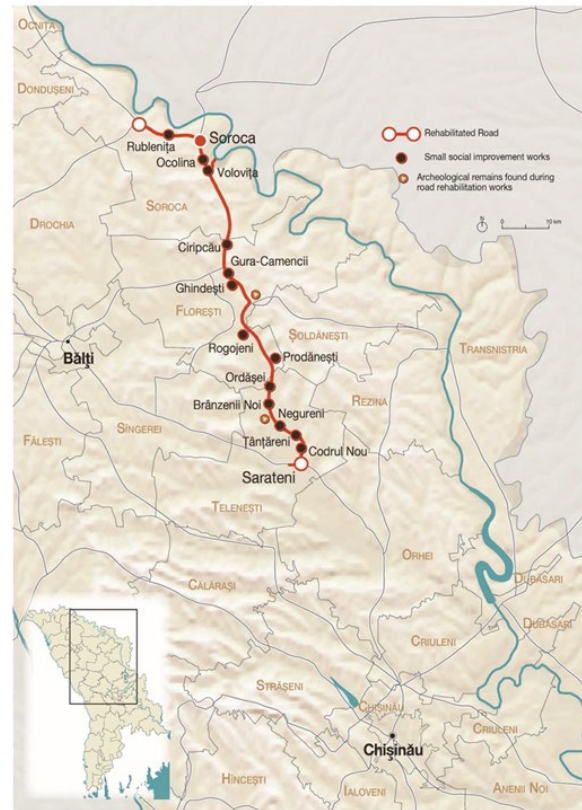 OCNIȚA
DONDUȘENI
Rublenița
Soroca
Ocolina
Volovița
SOROCA
DROCHIA
Rehabilitated Road
Small social improvement works
Archeological remains found during
road rehabilitation works
N
0
10 km
Ciripcău
Gura-Camencii
Ghindești
FLOREȘTI
ȘOLDĂNEȘTI
TRANSNISTRIA
Rogojeni
Prodănești
Bălți
Ordășei
Brânzenii Noi
REZINA
Negureni
SÎNGEREI
FĂLEȘTI
Țânțăreni
Codrul Nou
Sarateni
TELENEȘTI
ORHEI
CĂLĂRAȘI
DUBĂSARI
DUBĂSARI
CRIULENI
STRĂȘENI
CHIȘINĂU
CRIULENI
Chișinău
HÎNCEȘTI
IALOVENI
ANENII NOI